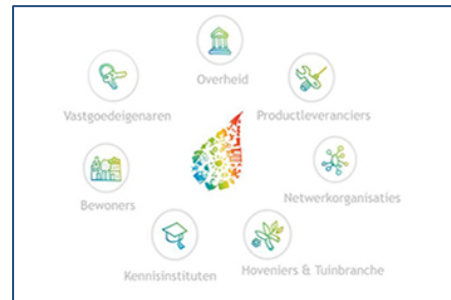 Overheid
Vastgoedeigenaren
Productleveranciers
Bewoners
Netwerkorganisaties
Kennisinstituten
Hoveniers & Tuinbranche